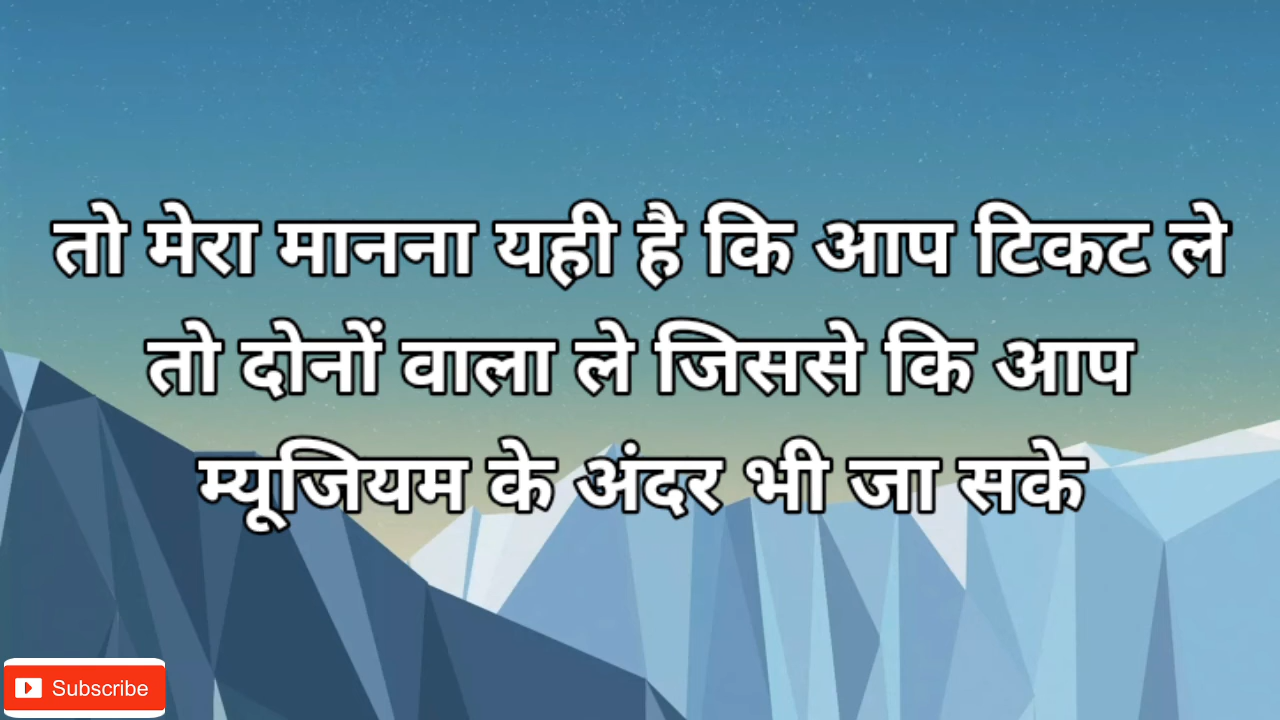 तो मेरा मानना यही है कि आप टिकट ले
तो दोनों वाला ले जिससे कि आप
म्यूजियम के अंदर भी जा सके
Subscribe